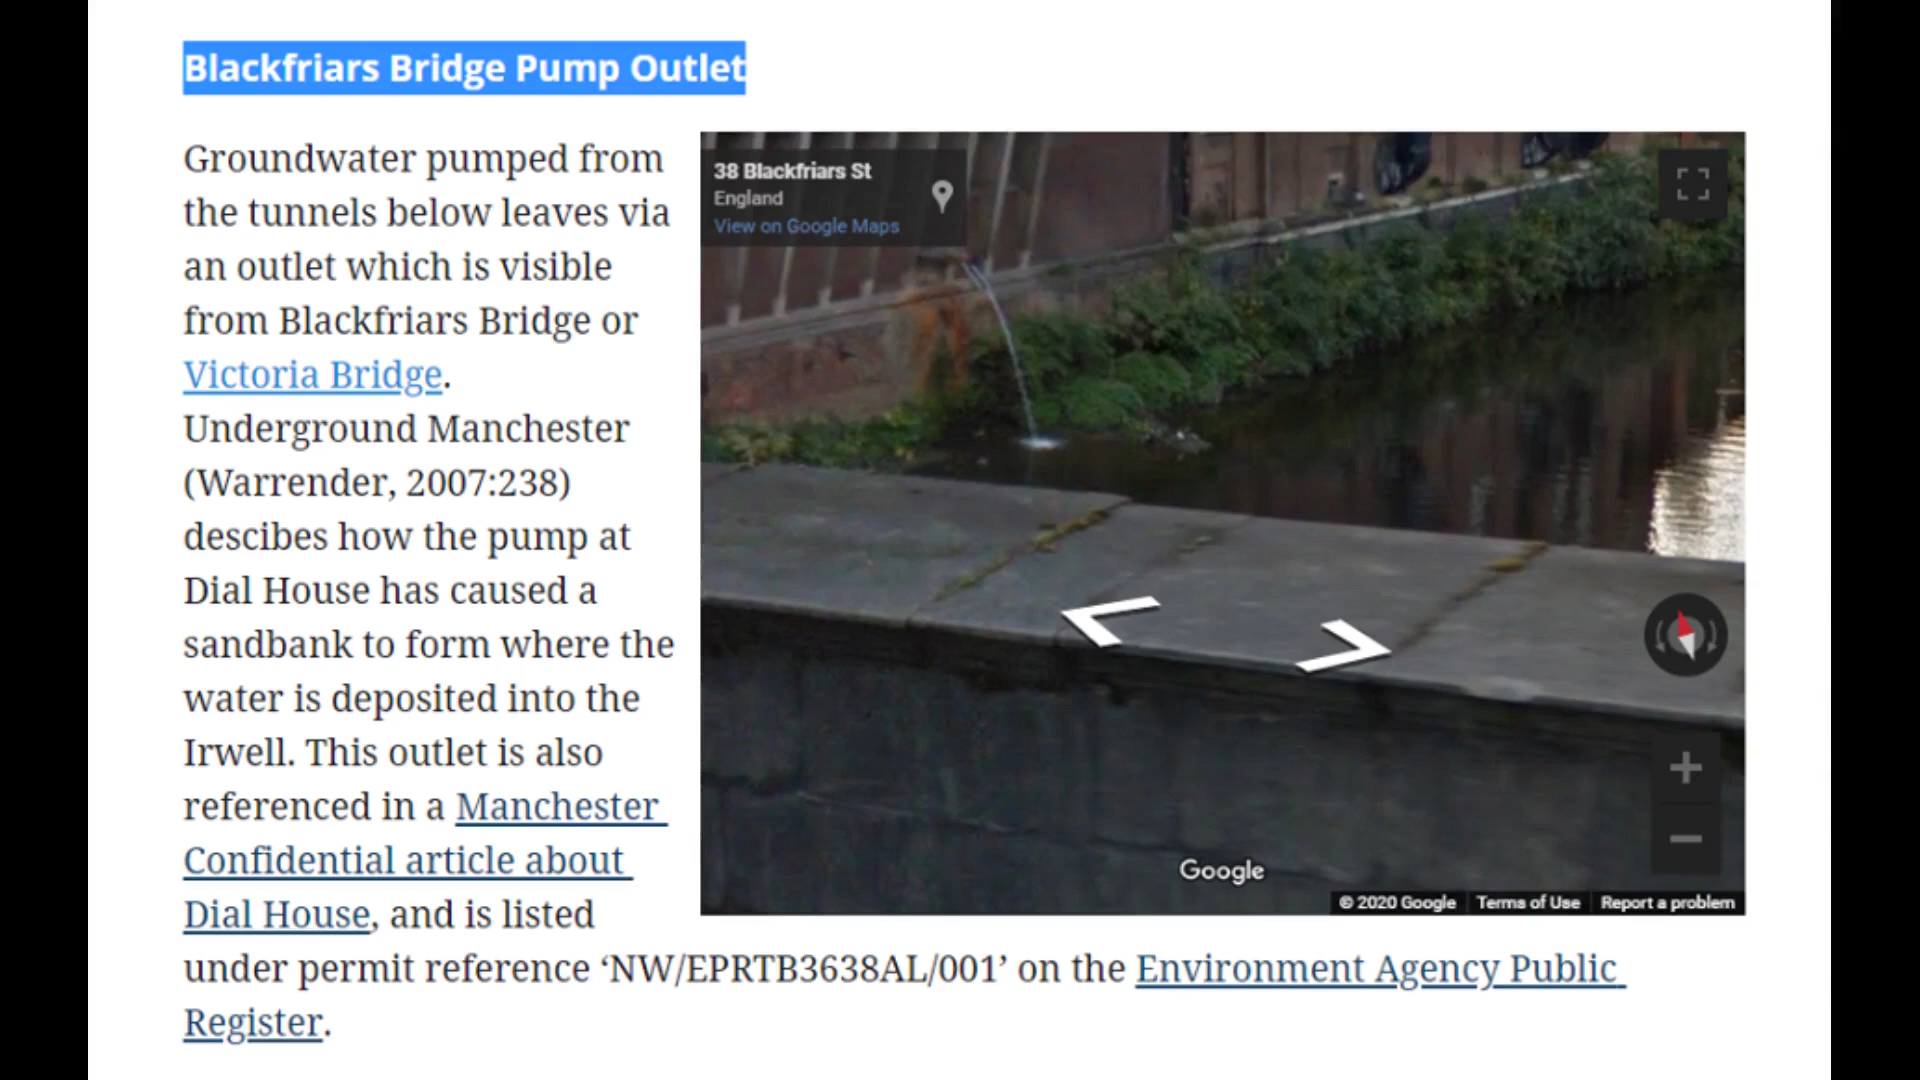 Blackfriars Bridge Pump Outlet
Groundwater pumped from
the tunnels below leaves via
an outlet which is visible
from Blackfriars Bridge or
Victoria Bridge.
Underground Manchester
(Warrender, 2007:238)
descibes how the pump at
Dial House has caused a
sandbank to form where the
water is deposited into the
Irwell. This outlet is also
referenced in a Manchester
Confidential article about
Dial House, and is listed
under permit reference ‘NW/EPRTB3638AL/001’ on the Environment Agency Public
Register.
38 Blackfriars St
England
View on Google Maps
Google
© 2020 Google
Terms of Use
Report a problem